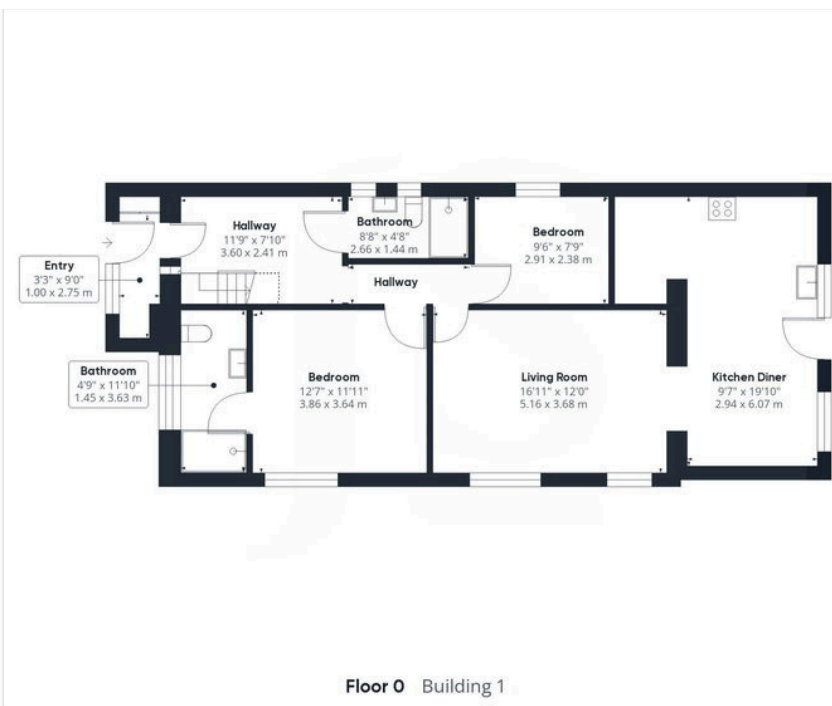 Hallway
11'9" x 7'10"
3.60 x 2.41 m
Bathroom
8'8" x 4'8"
2.66 x 1.44 m
Bedroom
9'6" x 7'9"
2.91 x 2.38 m
Entry
3'3" x 9'0"
1.00 x 2.75 m
Hallway
Bathroom
4'9" x 11'10"
1.45 x 3.63 m
Bedroom
12'7" x 11'11"
3.86 x 3.64 m
Living Room
16'11" x 12'0"
5.16 x 3.68 m
Kitchen Diner
9'7" x 19'10"
2.94 x 6.07 m
Floor 0 Building 1